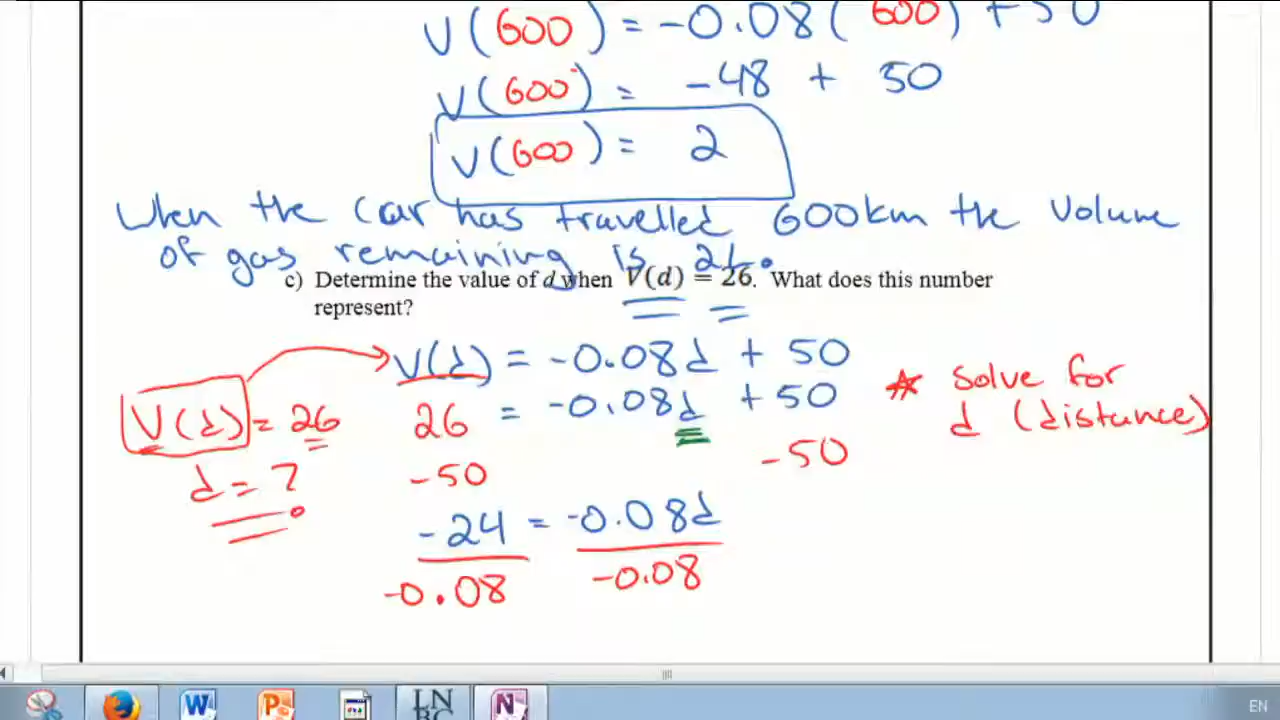 V(600) = -0.08(600) + 50
V(600) = -48 + 50
V(600) = 2
When the car has travelled 600km the volume
of gas remaining is 2L.
c) Determine the value of d when V(d) = 26. What does this number
represent?
V(d) = -0.08d + 50
V(d) = 26
26 = -0.08d + 50
* Solve for
d (distance)
d = ?
-50 -50
-24 = -0.08d
-0.08 -0.08
LN
EN